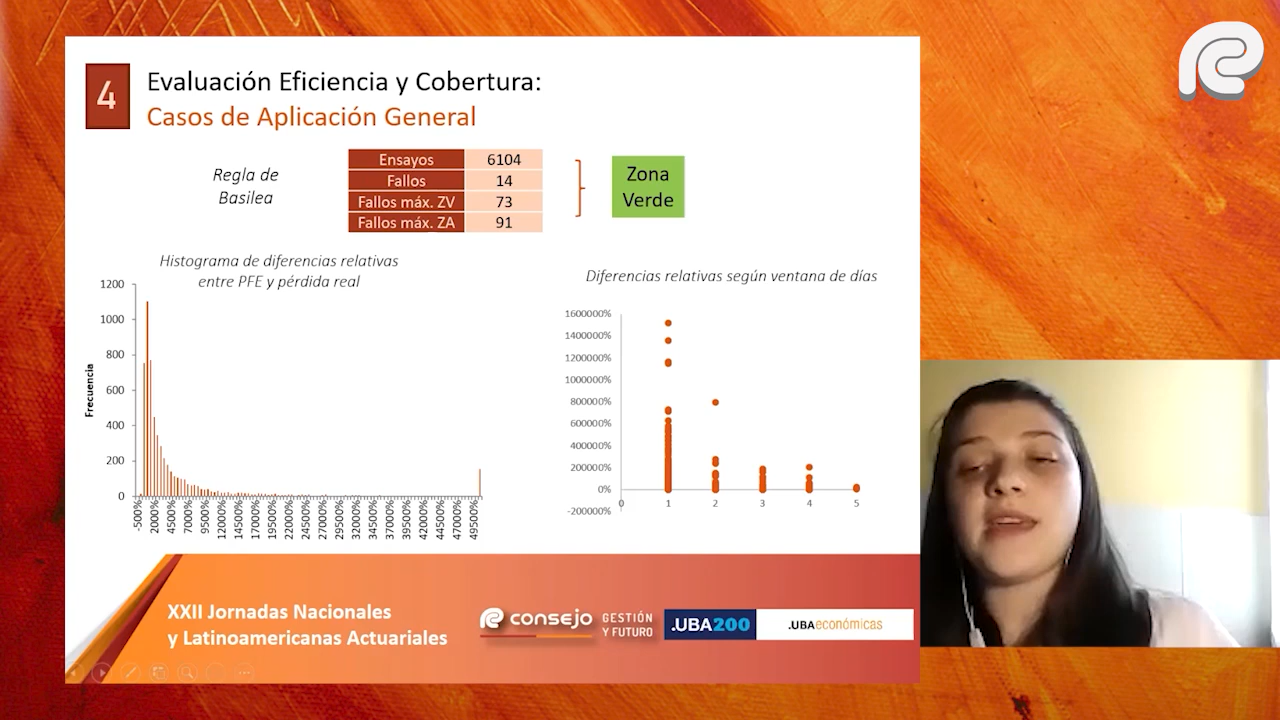 4
Evaluación Eficiencia y Cobertura:
Casos de Aplicación General
Regla de
Basilea
Ensayos 6104
Fallos 14
Fallos máx. ZV 73
Fallos máx. ZA 91
Zona
Verde
Histograma de diferencias relativas
entre PFE y pérdida real
1200
1000
800
600
400
200
0
Frecuencia
-500%
2000%
4500%
7000%
9500%
12000%
14500%
17000%
19500%
22000%
24500%
27000%
29500%
32000%
34500%
37000%
39500%
42000%
44500%
47000%
49500%
Diferencias relativas según ventana de días
1600000%
1400000%
1200000%
1000000%
800000%
600000%
400000%
200000%
0%
-200000%
0 1 2 3 4 5
XXII Jornadas Nacionales
y Latinoamericanas Actuariales
consejo
GESTIÓN
Y FUTURO
.UBA200
.UBAeconómicas